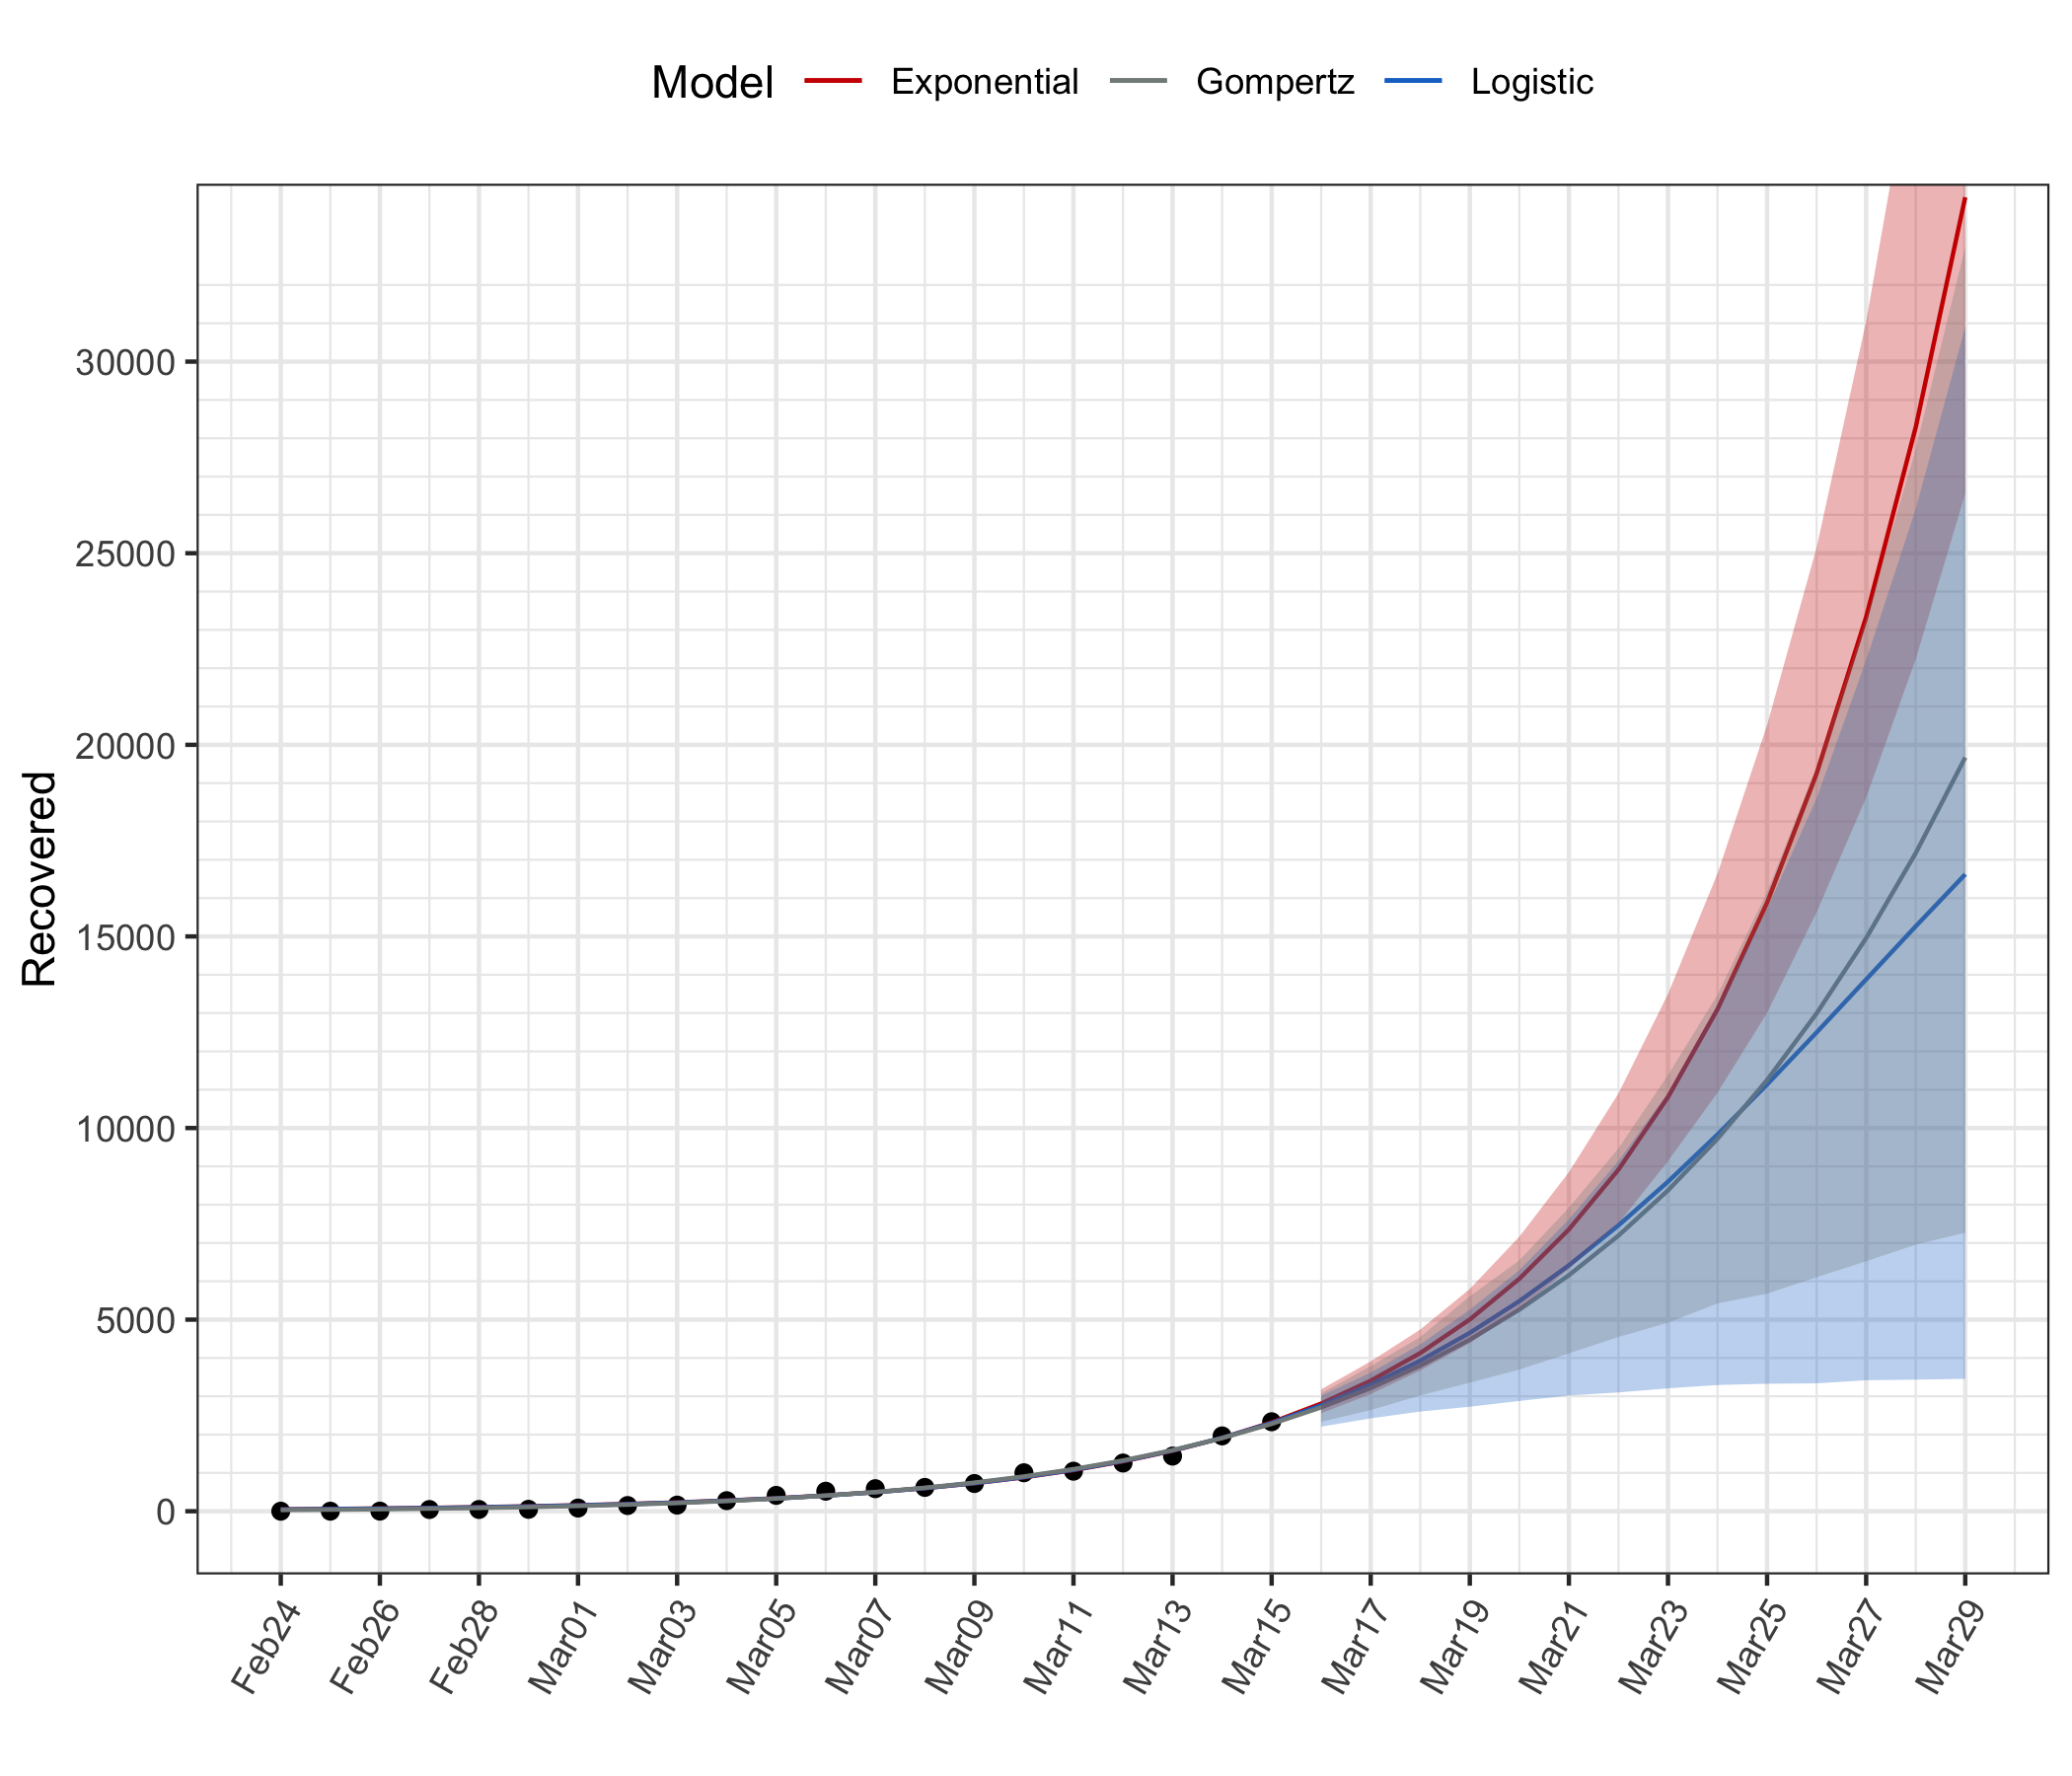 Model Exponential Gompertz Logistic
Recovered
30000
25000
20000
15000
10000
5000
0
Feb24 Feb26 Feb28 Mar01 Mar03 Mar05 Mar07 Mar09 Mar11 Mar13 Mar15 Mar17 Mar19 Mar21 Mar23 Mar25 Mar27 Mar29